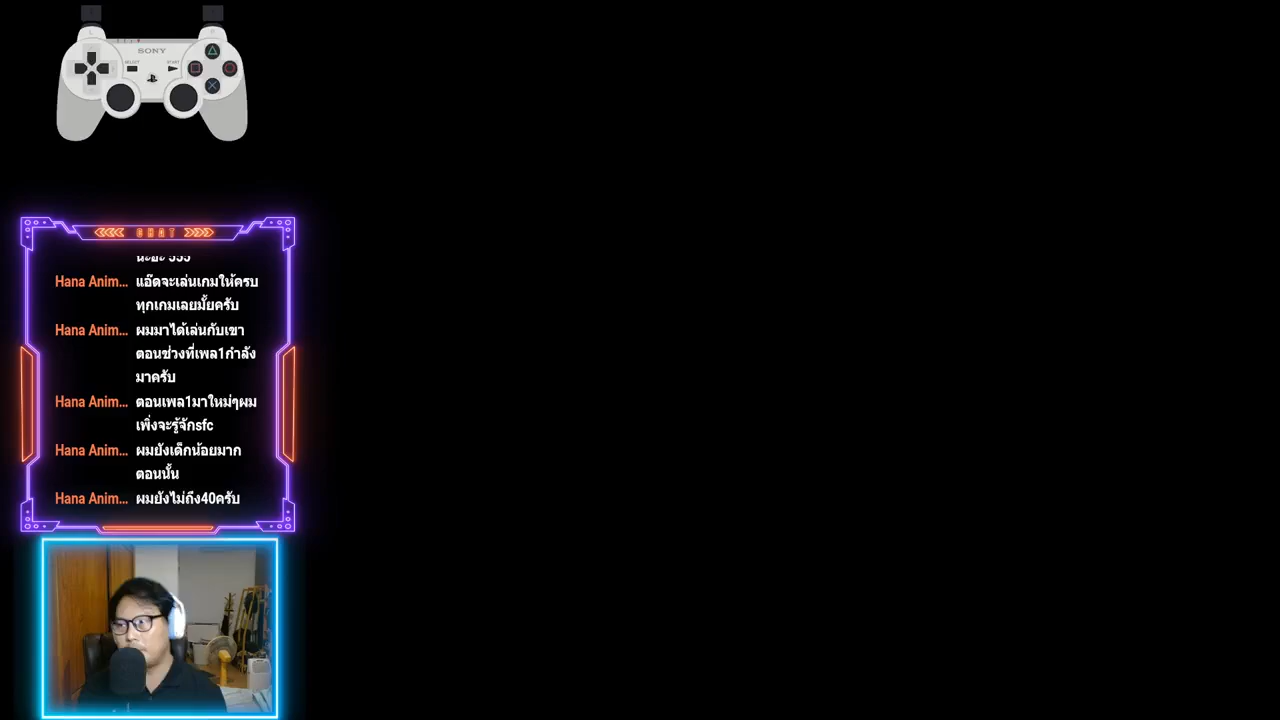 SONY
SELECT
START
CHAT
Hana Anim... แอ๊ดจะเล่นเกมให้ครบ
ทุกเกมเลยมั้ยครับ
Hana Anim... ผมมาได้เล่นกับเขา
ตอนช่วงที่เพล1กำลัง
มาครับ
Hana Anim... ตอนเพล1มาใหม่ๆผม
เพิ่งจะรู้จักsfc
Hana Anim... ผมยังเด็กน้อยมาก
ตอนนั้น
Hana Anim... ผมยังไม่ถึง40ครับ